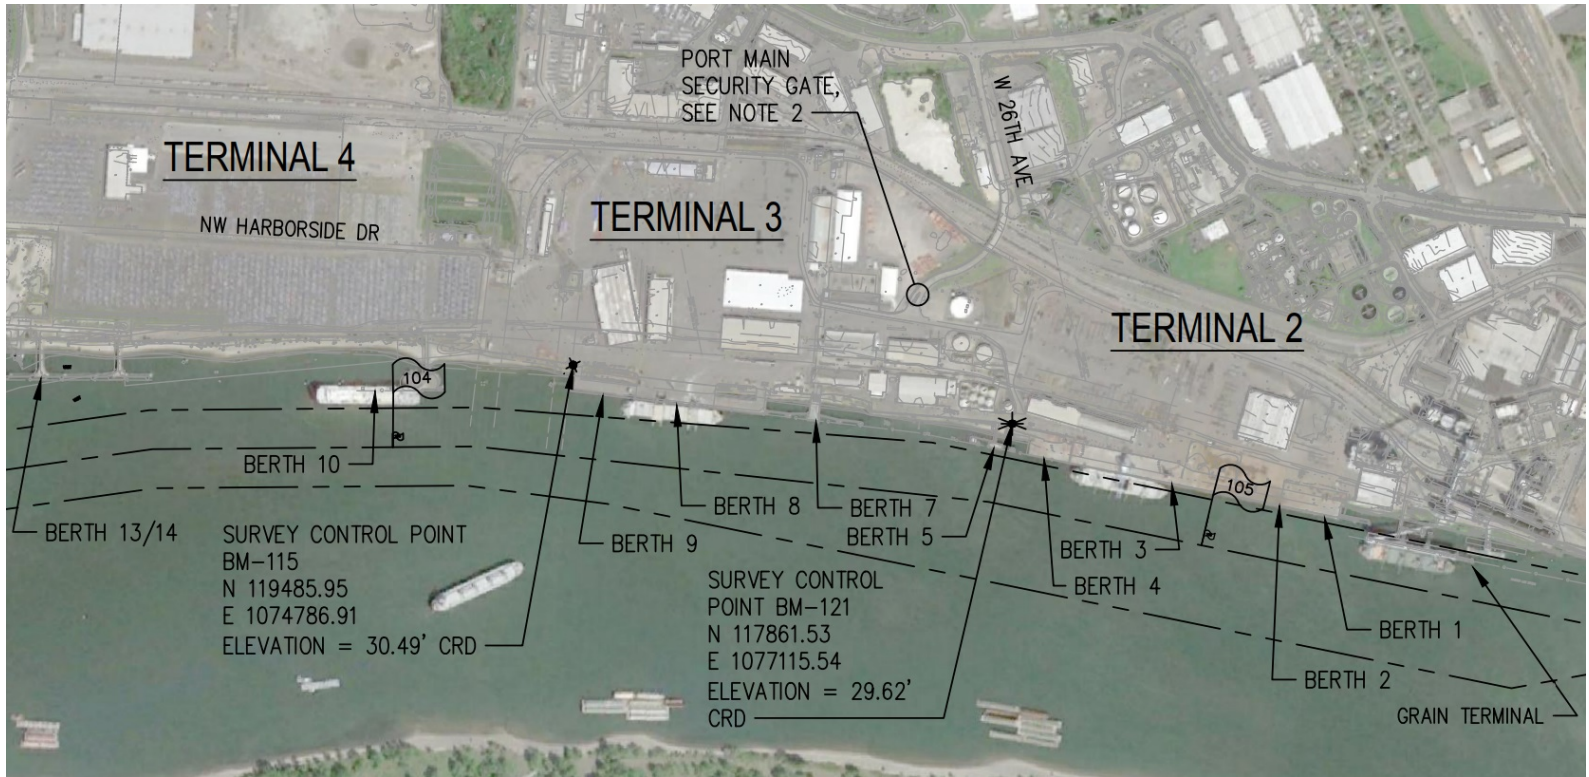 PORT MAIN
SECURITY GATE,
SEE NOTE 2
W 26TH AVE
TERMINAL 4
TERMINAL 3
NW HARBORSIDE DR
TERMINAL 2
104
BERTH 10
105
BERTH 13/14
BERTH 9
BERTH 8
BERTH 7
BERTH 5
BERTH 3
BERTH 4
BERTH 1
BERTH 2
GRAIN TERMINAL
SURVEY CONTROL POINT
BM-115
N 119485.95
E 1074786.91
ELEVATION = 30.49' CRD
SURVEY CONTROL
POINT BM-121
N 117861.53
E 1077115.54
ELEVATION = 29.62'
CRD